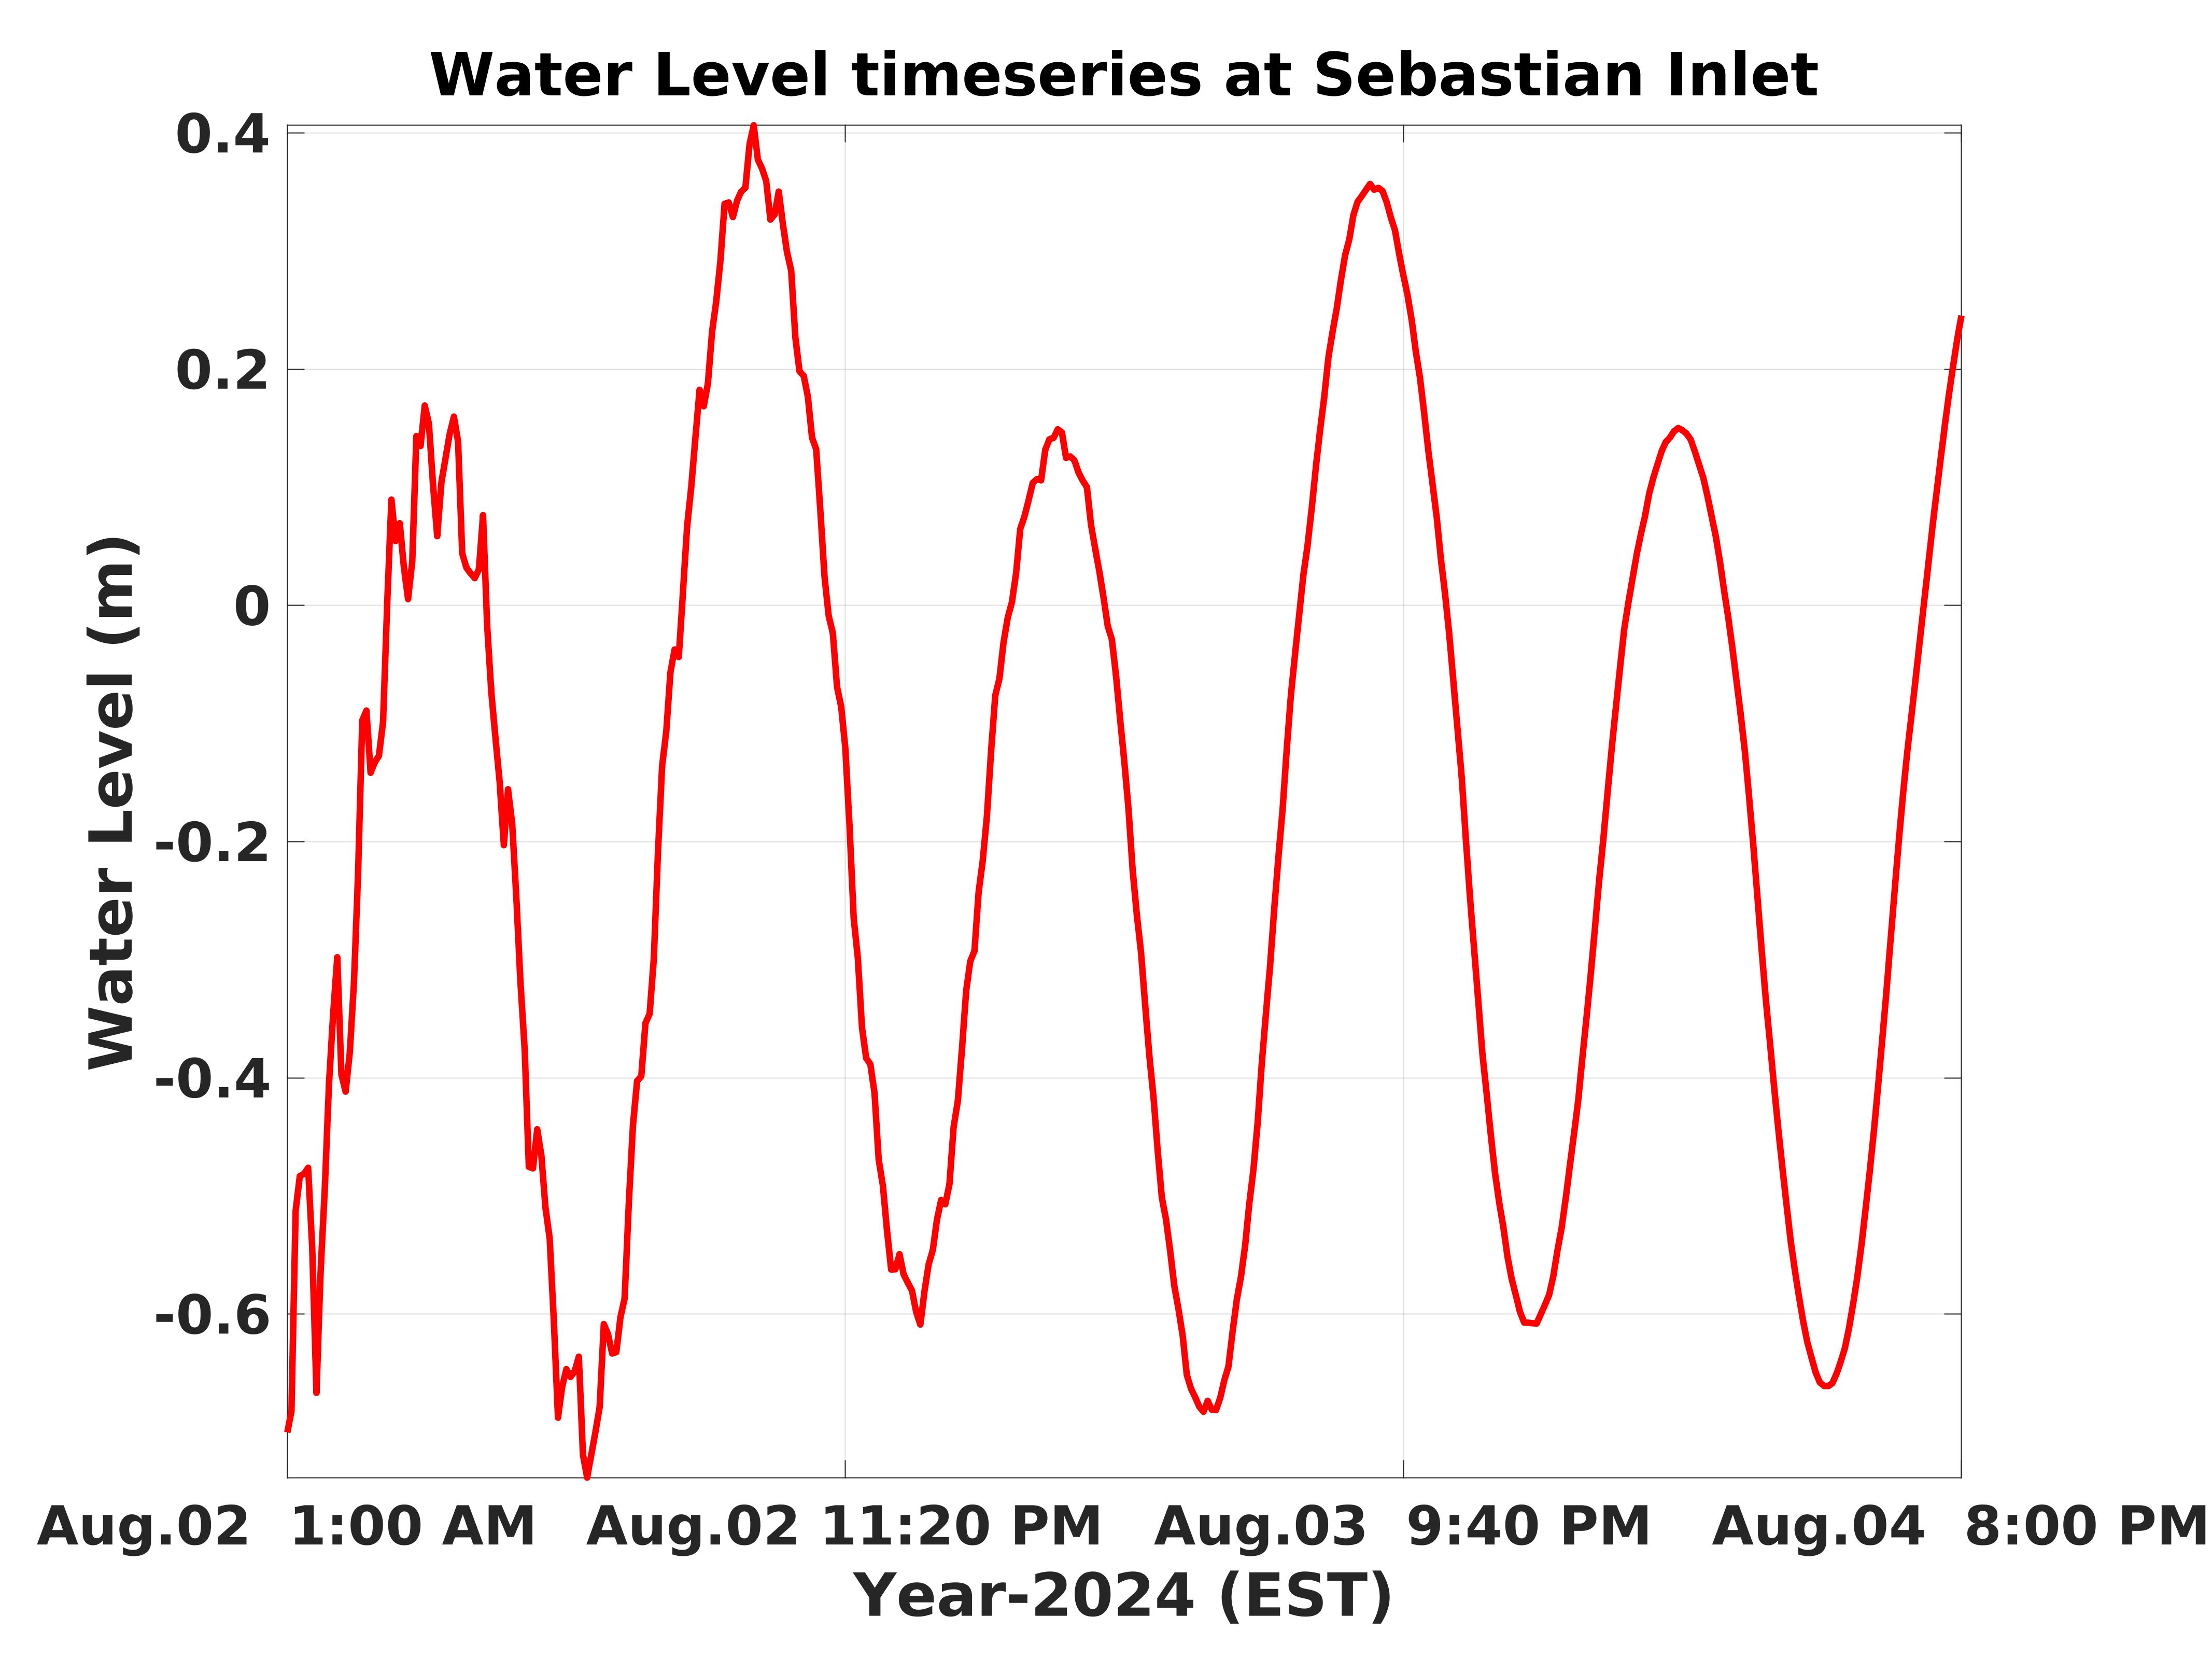 Water Level timeseries at Sebastian Inlet
0.4
0.2
0
-0.2
-0.4
-0.6
Water Level (m)
Aug.02 1:00 AM Aug.02 11:20 PM Aug.03 9:40 PM Aug.04 8:00 PM
Year-2024 (EST)